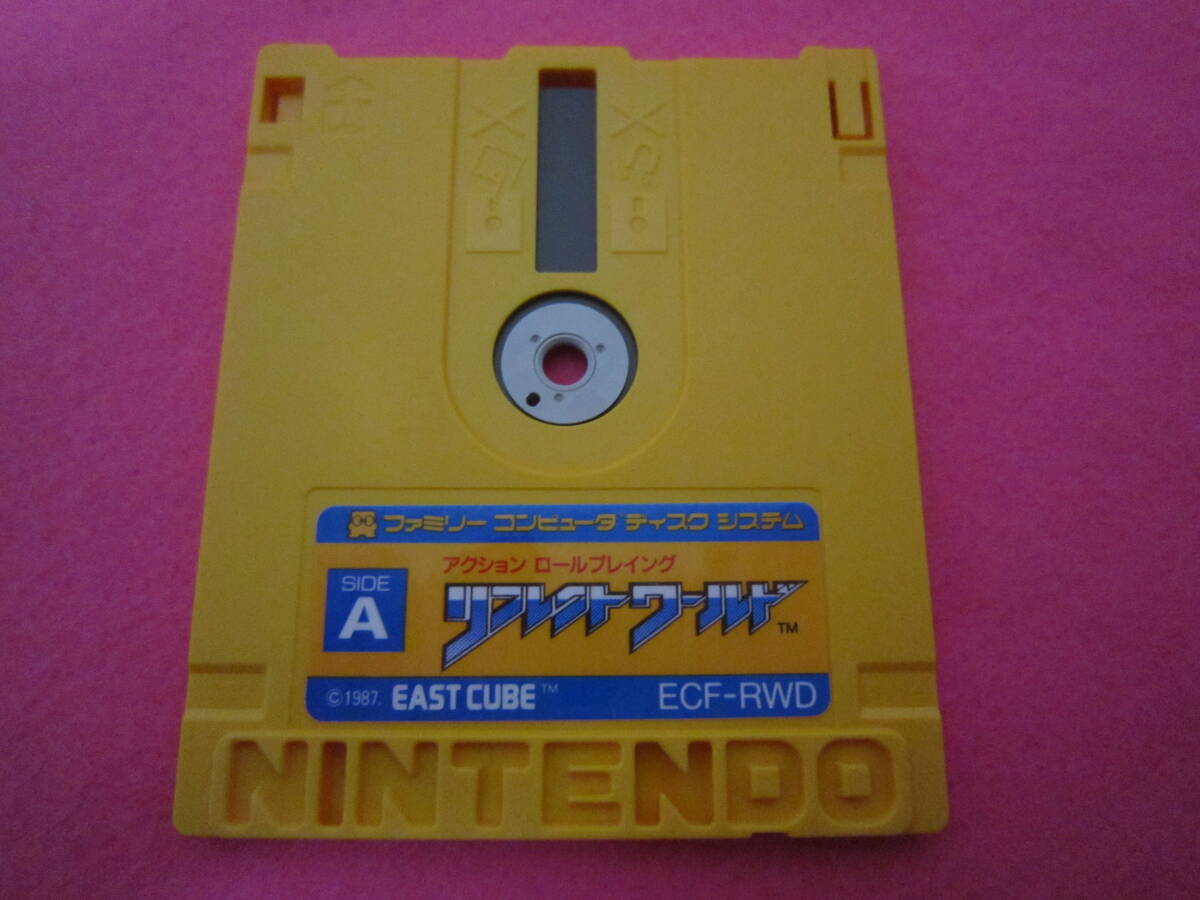 ファミリー コンピュータ ディスク システム
アクション ロールプレイング
SIDE
A
リフレクトワールド™
©1987. EAST CUBE™ ECF-RWD
NINTENDO